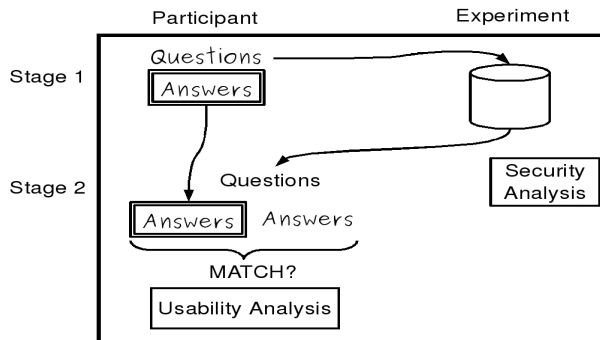 Participant Experiment
Stage 1
Questions
Answers
Stage 2
Questions
Security
Analysis
Answers Answers
MATCH?
Usability Analysis